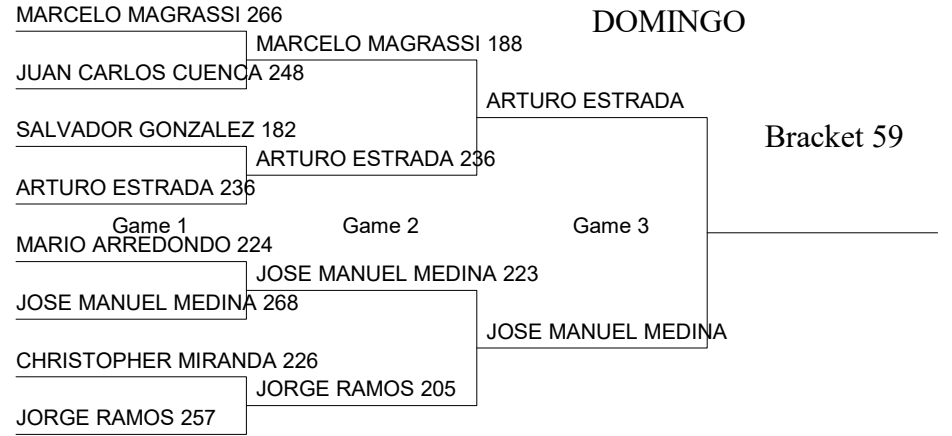 MARCELO MAGRASSI 266
DOMINGO
MARCELO MAGRASSI 188
JUAN CARLOS CUENCA 248
ARTURO ESTRADA
SALVADOR GONZALEZ 182
Bracket 59
ARTURO ESTRADA 236
ARTURO ESTRADA 236
Game 1
Game 2
Game 3
MARIO ARREDONDO 224
JOSE MANUEL MEDINA 223
JOSE MANUEL MEDINA 268
JOSE MANUEL MEDINA
CHRISTOPHER MIRANDA 226
JORGE RAMOS 205
JORGE RAMOS 257